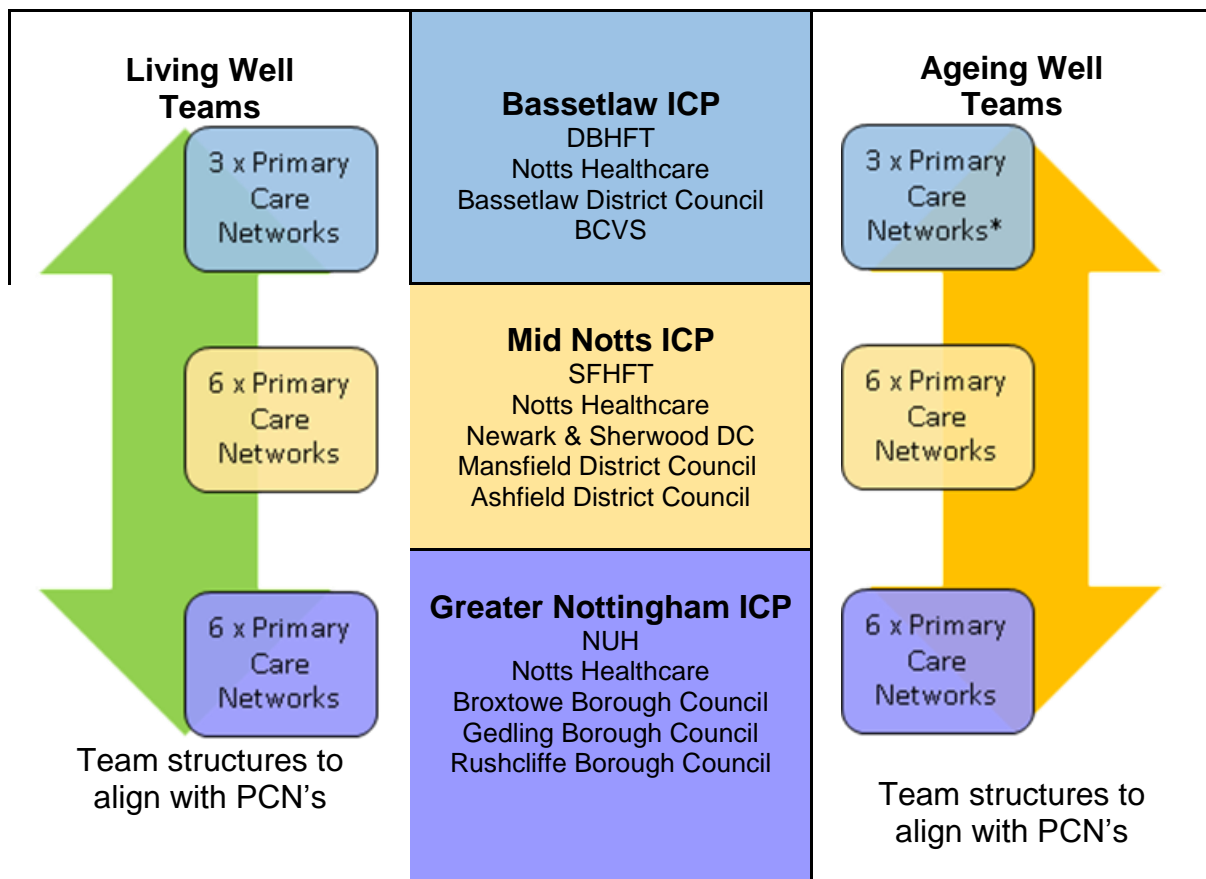 Living Well
Teams
3 x Primary
Care
Networks
6 x Primary
Care
Networks
6 x Primary
Care
Networks
Team structures to
align with PCN’s
Bassetlaw ICP
DBHFT
Notts Healthcare
Bassetlaw District Council
BCVS
Mid Notts ICP
SFHFT
Notts Healthcare
Newark & Sherwood DC
Mansfield District Council
Ashfield District Council
Greater Nottingham ICP
NUH
Notts Healthcare
Broxtowe Borough Council
Gedling Borough Council
Rushcliffe Borough Council
Ageing Well
Teams
3 x Primary
Care
Networks*
6 x Primary
Care
Networks
6 x Primary
Care
Networks
Team structures to
align with PCN’s